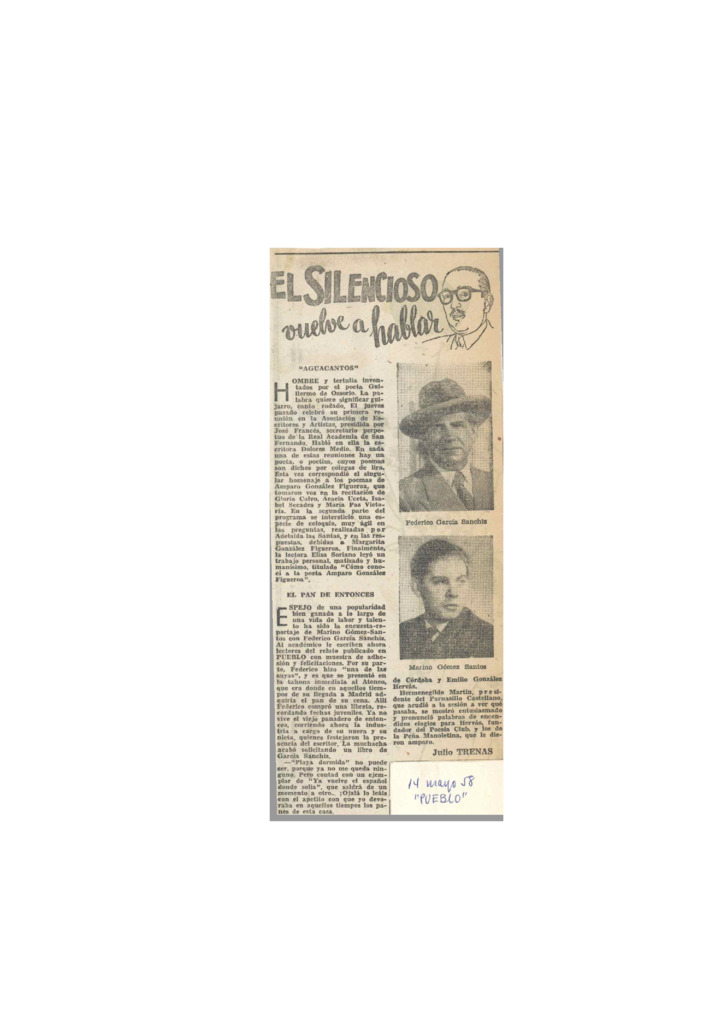 EL SILENCIOSO
vuelve a hablar
"AGUACANTOS"
HOMBRE y tertulia inven-
tados por el poeta Gui-
llermo de Ossorio. La pa-
labra quiere significar gui-
jarro, canto rodado. El jueves
pasado celebró su primera re-
unión en la Asociación de Es-
critores y Artistas, presidida por
José Francés, secretario perpe-
tuo de la Real Academia de San
Fernando. Habló en ella la es-
critora Dolores Medio. En cada
una de estas reuniones hay un
poeta, o poetisa, cuyos poemas
son dichos por colegas de lira.
Esta vez correspondió el singu-
lar homenaje a los poemas de
Amparo González Figueroa, que
tomaron voz en la recitación de
Gloria Calvo, Acacia Uceta, Isa-
bel Secades y María Paz Victo-
ria. En la segunda parte del
programa se interstició una es-
pecie de coloquio, muy ágil en
las preguntas, realizadas por
Adelaida las Santas, y en las res-
puestas, debidas a Margarita
González Figueroa. Finalmente,
la lectora Elisa Soriano leyó un
trabajo personal, matizado y hu-
manísimo, titulado "Cómo cono-
cí a la poeta Amparo González
Figueroa".
EL PAN DE ENTONCES
ESPEJO de una popularidad
bien ganada a lo largo de
una vida de labor y talen-
to ha sido la encuesta-re-
portaje de Marino Gómez-San-
tos con Federico García Sanchiz.
Al académico le escriben ahora
lectores del relato publicado en
PUEBLO con muestra de adhe-
sión y felicitaciones. Por su par-
te, Federico hizo "una de las
suyas", y es que se presentó en
la tahona inmediata al Ateneo,
que era donde en aquellos tiem-
pos de su llegada a Madrid ad-
quiría el pan de su cena. Allí
Federico compró una libreta, re-
cordando fechas juveniles. Ya no
vive el viejo panadero de enton-
ces, corriendo ahora la indus-
tria a cargo de su nuera y su
nieta, quienes festejaron la pre-
sencia del escritor. La muchacha
acabó solicitando un libro de
García Sanchiz.
—"Playa dormida" no puede
ser, porque ya no me queda nin-
guno. Pero contad con un ejem-
plar de "Ya vuelve el español
donde solía", que saldrá de un
momento a otro... ¡Ojalá lo leáis
con el apetito con que yo devo-
raba en aquellos tiempos los pa-
nes de esta casa.
Federico García Sanchis
Marino Gómez Santos
de Córdoba y Emilio González
Hervás.
Hermenegildo Martín, presi-
dente del Parnasillo Castellano,
que acudió a la sesión a ver qué
pasaba, se mostró entusiasmado
y pronunció palabras de encen-
didos elogios para Hervás, fun-
dador del Poesía Club, y los de
la Peña Manoletina, que le die-
ron amparo.
Julio TRENAS
14 mayo 58
"PUEBLO"